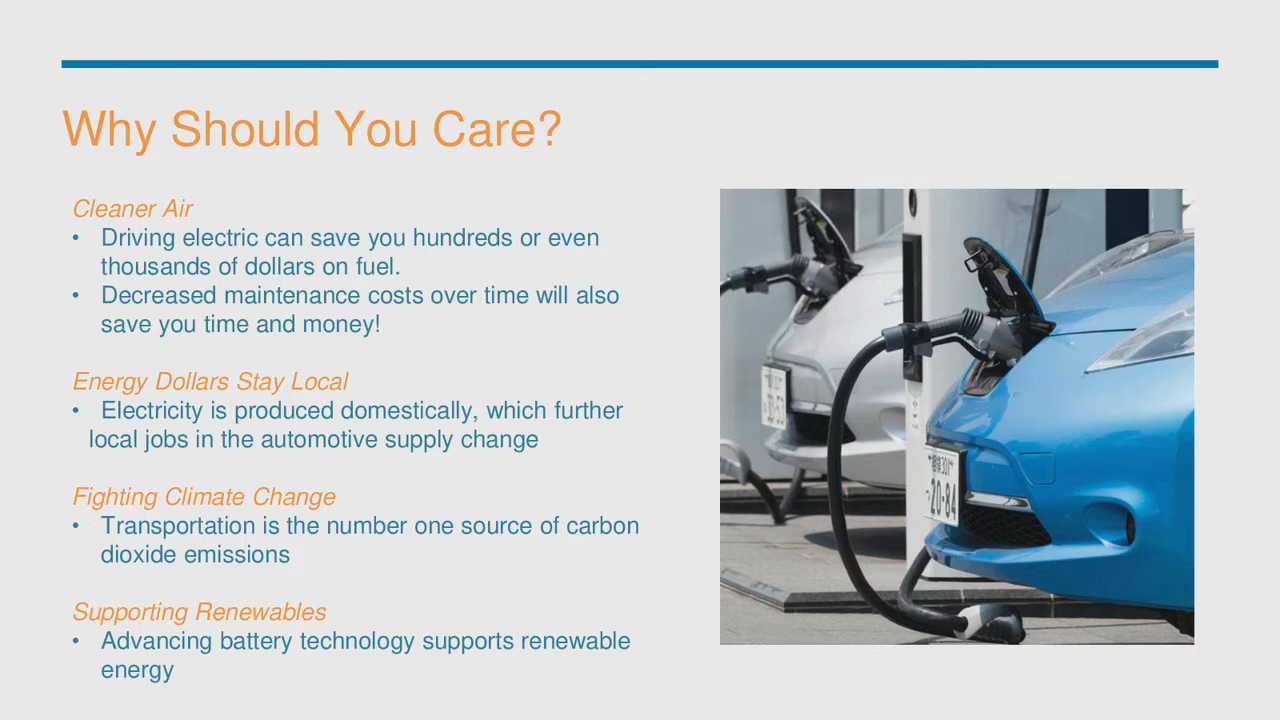 Why Should You Care?
Cleaner Air
• Driving electric can save you hundreds or even
thousands of dollars on fuel.
• Decreased maintenance costs over time will also
save you time and money!
Energy Dollars Stay Local
• Electricity is produced domestically, which further
local jobs in the automotive supply change
Fighting Climate Change
• Transportation is the number one source of carbon
dioxide emissions
Supporting Renewables
• Advancing battery technology supports renewable
energy
20-84